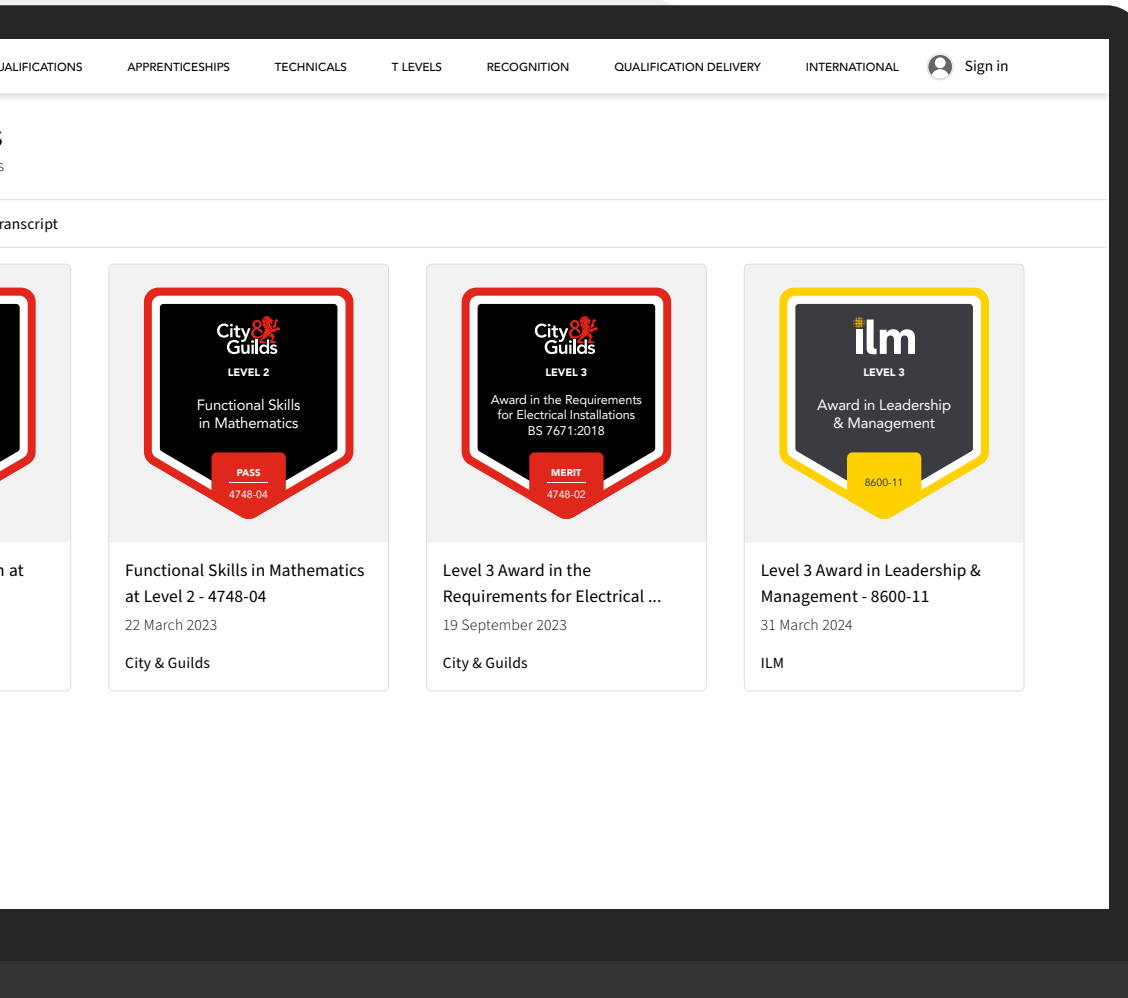 APPRENTICESHIPS TECHNICALS T LEVELS RECOGNITION QUALIFICATION DELIVERY INTERNATIONAL Sign in
City & Guilds
LEVEL 2
Functional Skills
in Mathematics
PASS
4748-04
Functional Skills in Mathematics
at Level 2 - 4748-04
22 March 2023
City & Guilds
City & Guilds
LEVEL 3
Award in the Requirements
for Electrical Installations
BS 7671:2018
MERIT
4748-02
Level 3 Award in the
Requirements for Electrical ...
19 September 2023
City & Guilds
ilm
LEVEL 3
Award in Leadership
& Management
8600-11
Level 3 Award in Leadership &
Management - 8600-11
31 March 2024
ILM